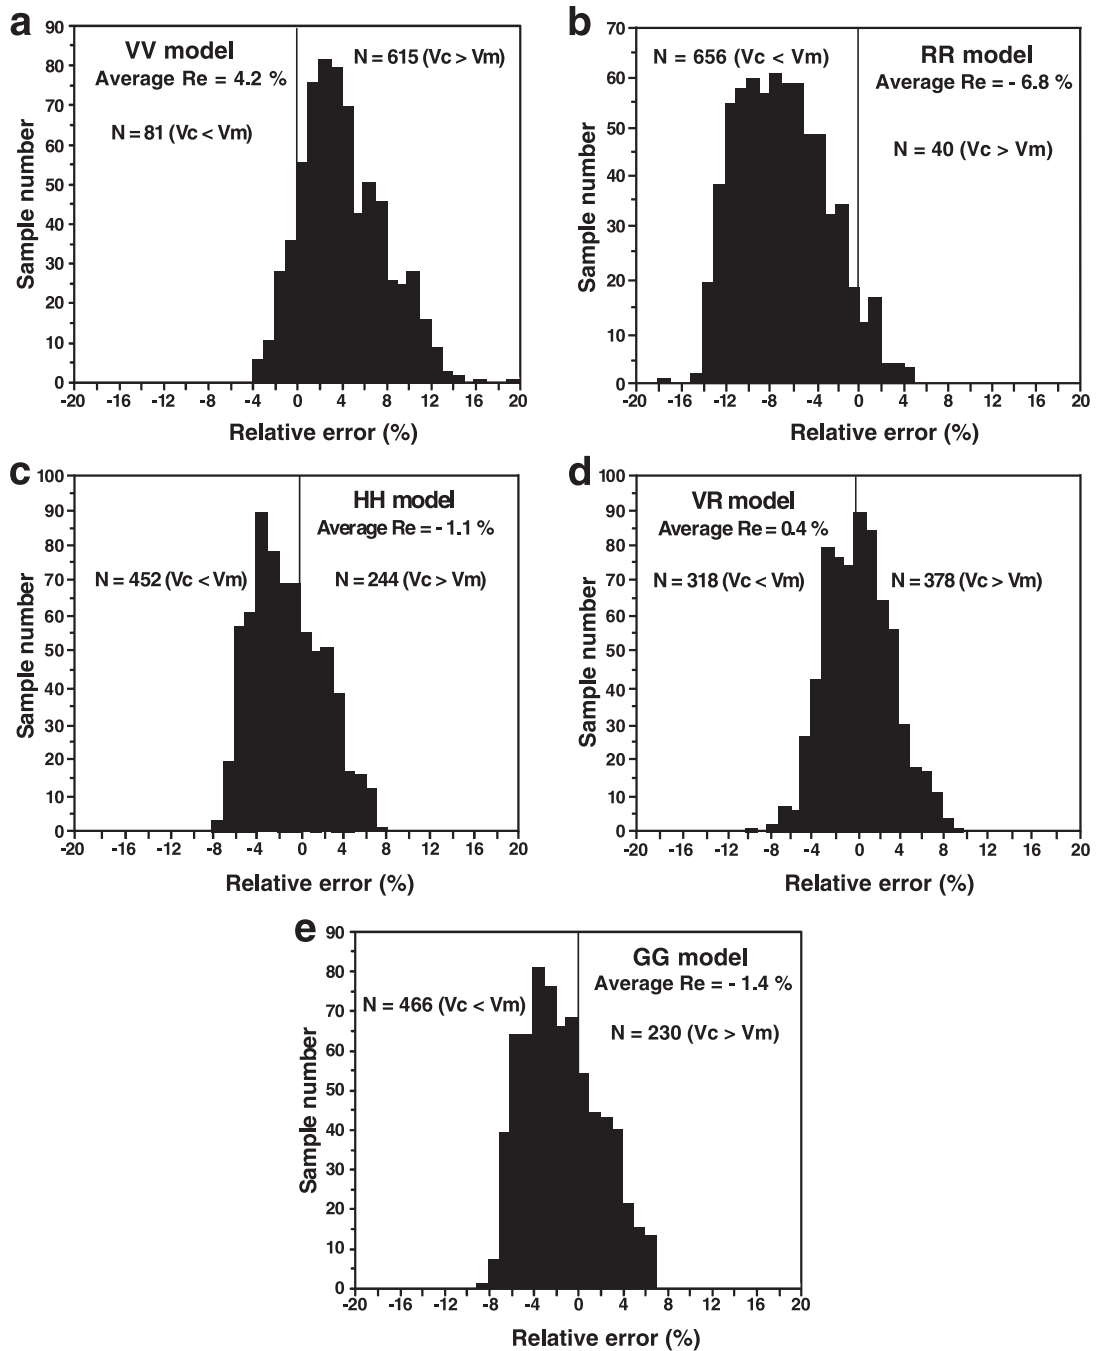 a
VV model
Average Re = 4.2 %
N = 81 (Vc < Vm)
N = 615 (Vc > Vm)
Sample number
90
80
70
60
50
40
30
20
10
0
-20 -16 -12 -8 -4 0 4 8 12 16 20
Relative error (%)
b
N = 656 (Vc < Vm)
RR model
Average Re = - 6.8 %
N = 40 (Vc > Vm)
Sample number
70
60
50
40
30
20
10
0
-20 -16 -12 -8 -4 0 4 8 12 16 20
Relative error (%)
c
HH model
Average Re = - 1.1 %
N = 452 (Vc < Vm)
N = 244 (Vc > Vm)
Sample number
100
90
80
70
60
50
40
30
20
10
0
-20 -16 -12 -8 -4 0 4 8 12 16 20
Relative error (%)
d
VR model
Average Re = 0.4 %
N = 318 (Vc < Vm)
N = 378 (Vc > Vm)
Sample number
100
90
80
70
60
50
40
30
20
10
0
-20 -16 -12 -8 -4 0 4 8 12 16 20
Relative error (%)
e
GG model
Average Re = - 1.4 %
N = 466 (Vc < Vm)
N = 230 (Vc > Vm)
Sample number
90
80
70
60
50
40
30
20
10
0
-20 -16 -12 -8 -4 0 4 8 12 16 20
Relative error (%)